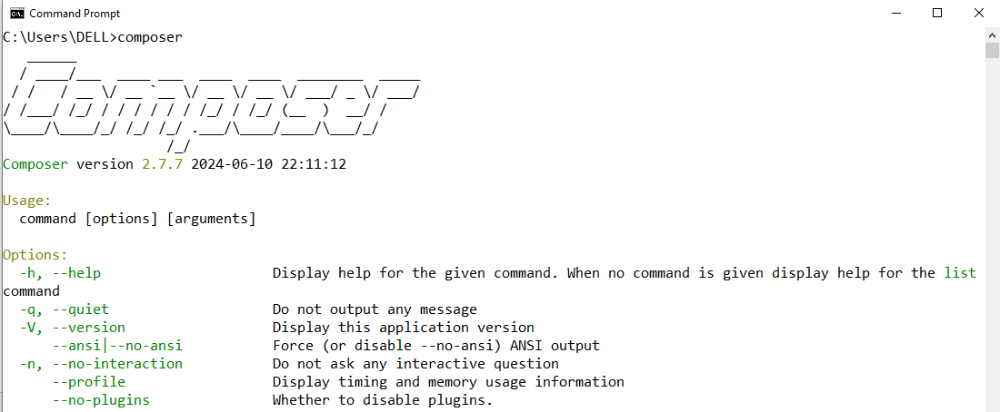 Command Prompt
C:\Users\DELL>composer
   ______
  / ____/___  ____ ___  ____  ____  ________  _____
 / /   / __ \/ __ `__ \/ __ \/ __ \/ ___/ _ \/ ___/
/ /___/ /_/ / / / / / / /_/ / /_/ (__  )  __/ /
\____/\____/_/ /_/ /_/ .___/\____/____/\___/_/
                    /_/
Composer version 2.7.7 2024-06-10 22:11:12
Usage:
  command [options] [arguments]
Options:
  -h, --help                     Display help for the given command. When no command is given display help for the list
command
  -q, --quiet                    Do not output any message
  -V, --version                  Display this application version
      --ansi|--no-ansi           Force (or disable --no-ansi) ANSI output
  -n, --no-interaction           Do not ask any interactive question
      --profile                  Display timing and memory usage information
      --no-plugins               Whether to disable plugins.